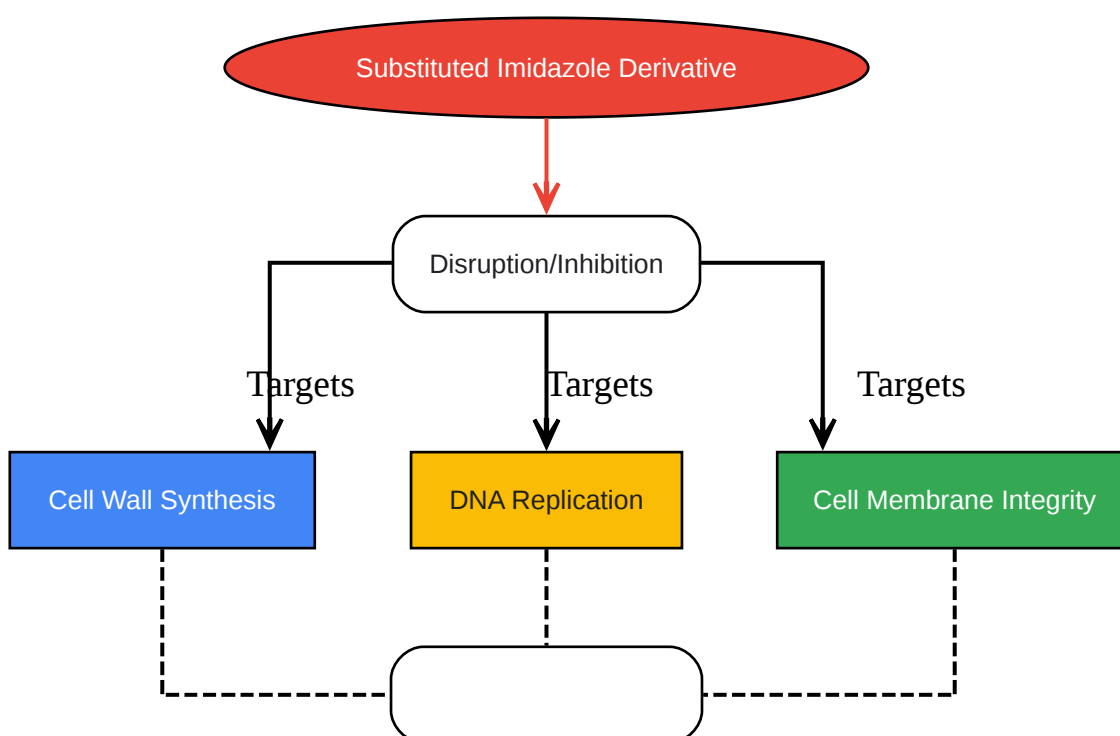 Substituted Imidazole Derivative
Disruption/Inhibition
Targets
Targets
Targets
Cell Wall Synthesis
DNA Replication
Cell Membrane Integrity